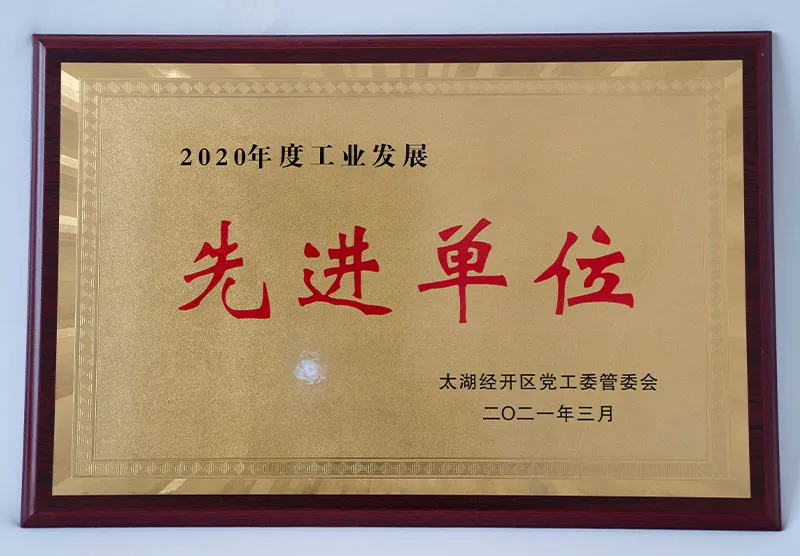 2020年度工业发展
先进单位
太湖经开区党工委管委会
二〇二一年三月